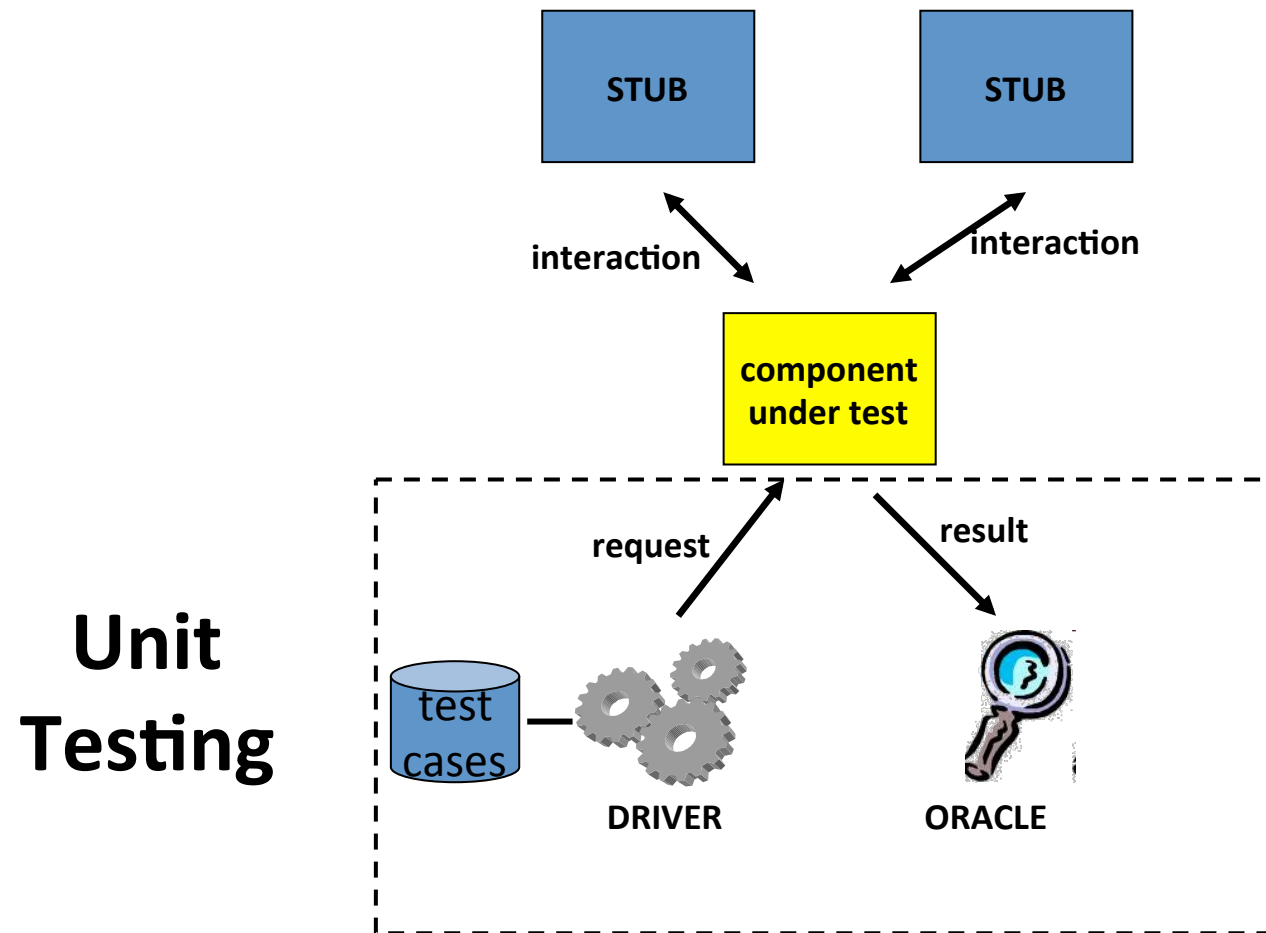 STUB
STUB
interaction
interaction
component
under test
request
result
Unit
Testing
test
cases
DRIVER
ORACLE